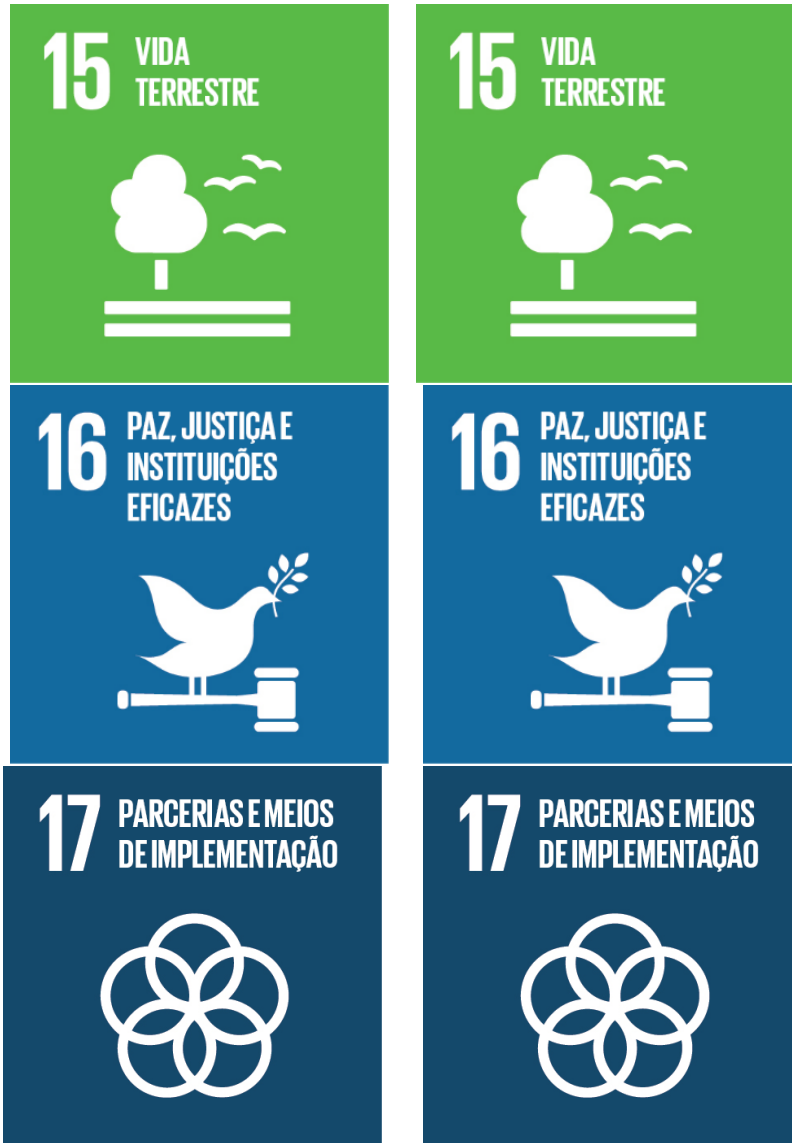 15 VIDA
TERRESTRE
15 VIDA
TERRESTRE
16 PAZ, JUSTIÇA E
INSTITUIÇÕES
EFICAZES
16 PAZ, JUSTIÇA E
INSTITUIÇÕES
EFICAZES
17 PARCERIAS E MEIOS
DE IMPLEMENTAÇÃO
17 PARCERIAS E MEIOS
DE IMPLEMENTAÇÃO